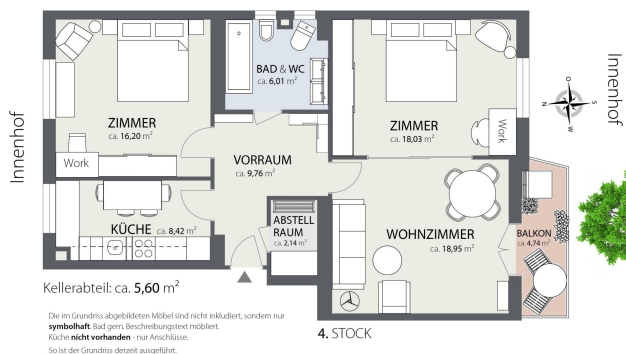 Innenhof
ZIMMER
ca. 16,20 m²
Work
BAD & WC
ca. 6,01 m²
ZIMMER
ca. 18,03 m²
Work
Innenhof
O
N
S
W
VORRAUM
ca. 9,76 m²
KÜCHE ca. 8,42 m²
ABSTELL
RAUM
ca. 2,14 m²
WOHNZIMMER
ca. 18,95 m²
BALKON
ca. 4,74 m²
Kellerabteil: ca. 5,60 m²
Die im Grundriss abgebildeten Möbel sind nicht inkludiert, sondern nur
symbolhaft. Bad gem. Beschreibungstext möbliert.
Küche nicht vorhanden - nur Anschlüsse.
So ist der Grundriss derzeit ausgeführt.
4. STOCK